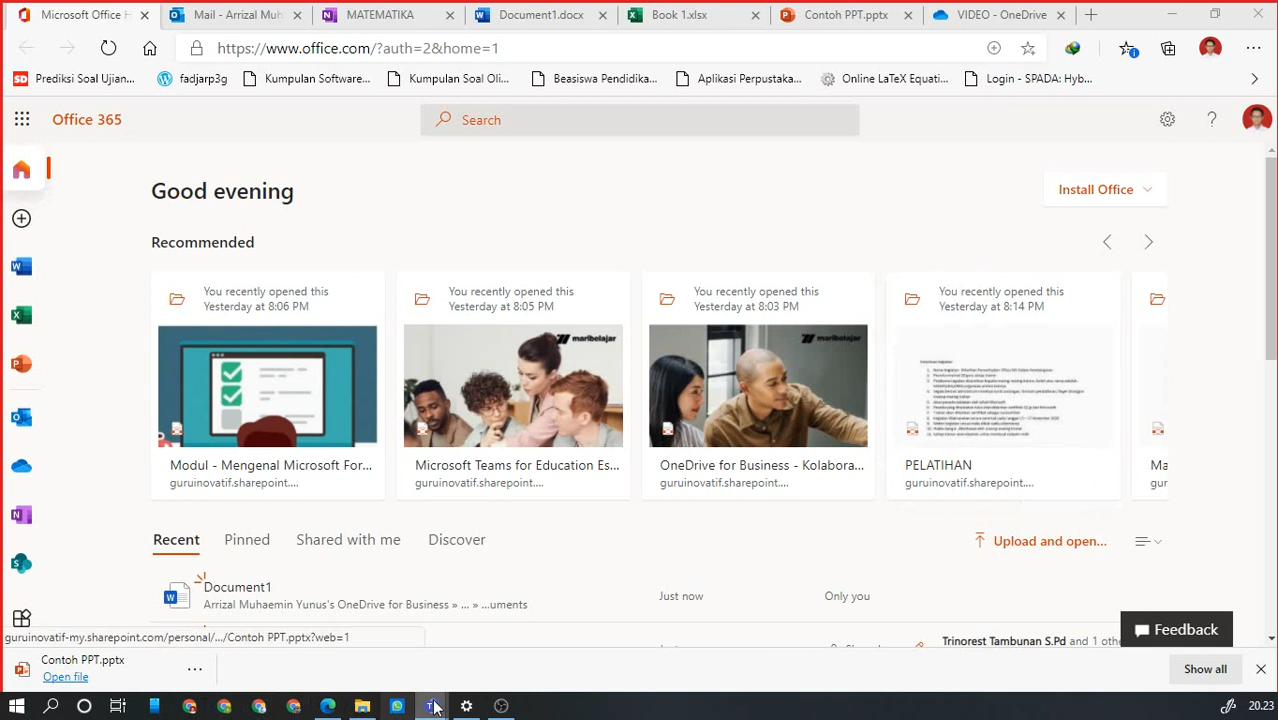 Microsoft Office H
Mail - Arrizal Muh
MATEMATIKA
Document1.docx
Book 1.xlsx
Contoh PPT.pptx
VIDEO - OneDrive
https://www.office.com/?auth=2&home=1
Prediksi Soal Ujian...
fadjarp3g
Kumpulan Software...
Kumpulan Soal Oli...
Beasiswa Pendidika...
Aplikasi Perpustaka...
Online LaTeX Equati...
Login - SPADA: Hyb...
Office 365
Search
Good evening
Install Office
Recommended
You recently opened this
Yesterday at 8:06 PM
Modul - Mengenal Microsoft For...
guruinovatif.sharepoint....
You recently opened this
Yesterday at 8:05 PM
maribelajar
Microsoft Teams for Education Es...
guruinovatif.sharepoint....
You recently opened this
Yesterday at 8:03 PM
maribelajar
OneDrive for Business - Kolabora...
guruinovatif.sharepoint....
You recently opened this
Yesterday at 8:14 PM
PELATIHAN
guruinovatif.sharepoint....
Ma
gur
Recent
Pinned
Shared with me
Discover
Upload and open...
Document1
Arrizal Muhaemin Yunus's OneDrive for Business » ... » ...uments
Just now
Only you
Trinorest Tambunan S.Pd and 1 othe
Feedback
guruinovatif-my.sharepoint.com/personal/.../Contoh PPT.pptx?web=1
Contoh PPT.pptx
Open file
Show all
20.23